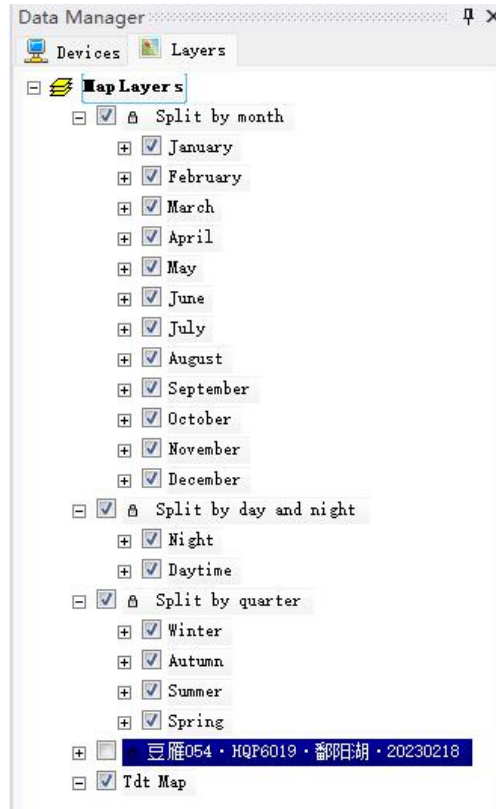 Data Manager
Devices Layers
Map Layers
Split by month
January
February
March
April
May
June
July
August
September
October
November
December
Split by day and night
Night
Daytime
Split by quarter
Winter
Autumn
Summer
Spring
豆雁054·HQP6019·鄱阳湖·20230218
Tdt Map